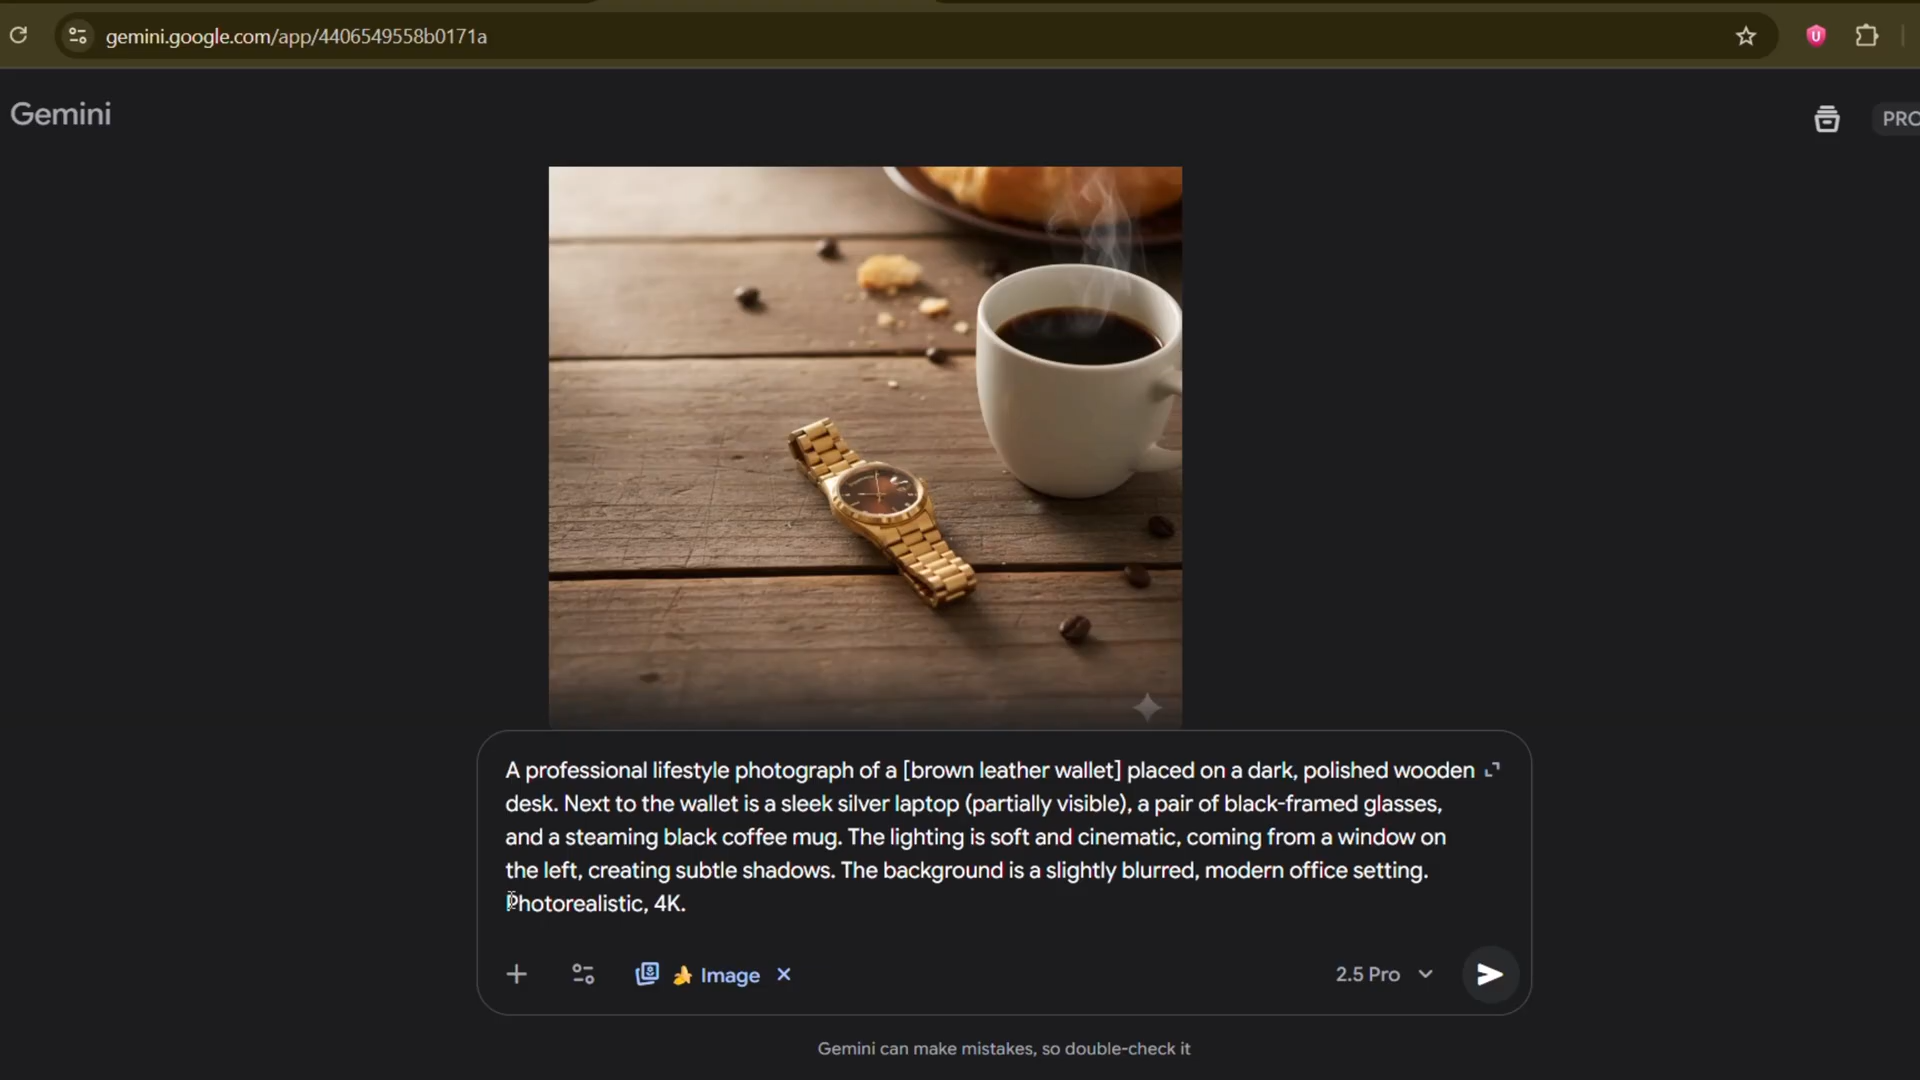 gemini.google.com/app/4406549558b0171a
Gemini
PRO
A professional lifestyle photograph of a [brown leather wallet] placed on a dark, polished wooden
desk. Next to the wallet is a sleek silver laptop (partially visible), a pair of black-framed glasses,
and a steaming black coffee mug. The lighting is soft and cinematic, coming from a window on
the left, creating subtle shadows. The background is a slightly blurred, modern office setting.
Photorealistic, 4K.
Image
2.5 Pro
Gemini can make mistakes, so double-check it